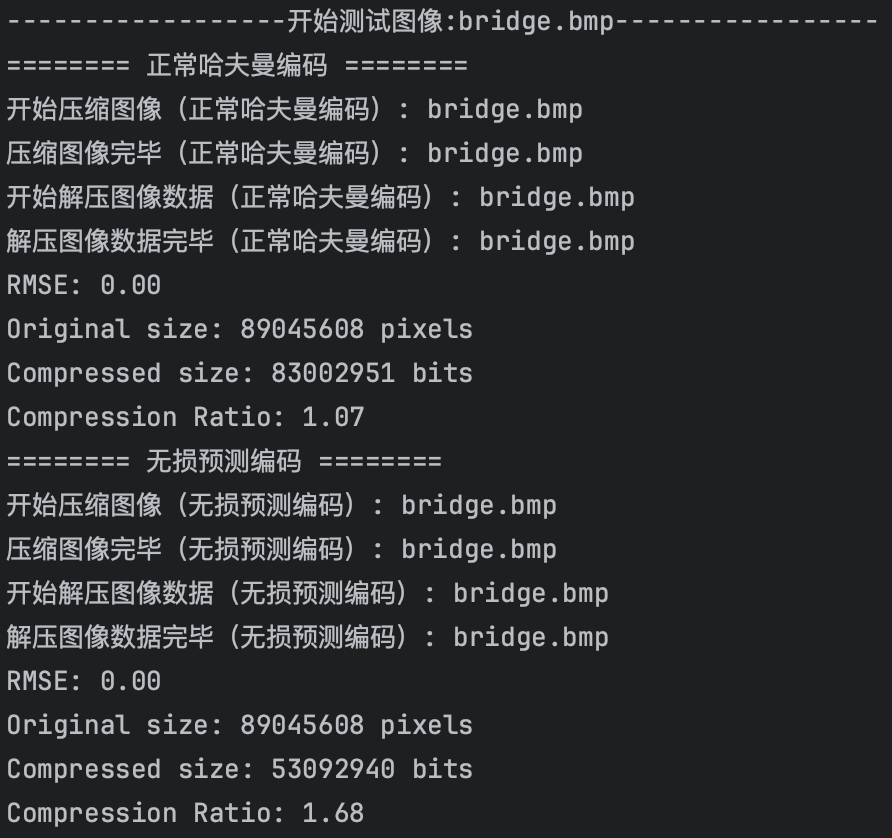 ------------------开始测试图像:bridge.bmp-----------------
======== 正常哈夫曼编码 ========
开始压缩图像（正常哈夫曼编码）: bridge.bmp
压缩图像完毕（正常哈夫曼编码）: bridge.bmp
开始解压图像数据（正常哈夫曼编码）: bridge.bmp
解压图像数据完毕（正常哈夫曼编码）: bridge.bmp
RMSE: 0.00
Original size: 89045608 pixels
Compressed size: 83002951 bits
Compression Ratio: 1.07
======== 无损预测编码 ========
开始压缩图像（无损预测编码）: bridge.bmp
压缩图像完毕（无损预测编码）: bridge.bmp
开始解压图像数据（无损预测编码）: bridge.bmp
解压图像数据完毕（无损预测编码）: bridge.bmp
RMSE: 0.00
Original size: 89045608 pixels
Compressed size: 53092940 bits
Compression Ratio: 1.68